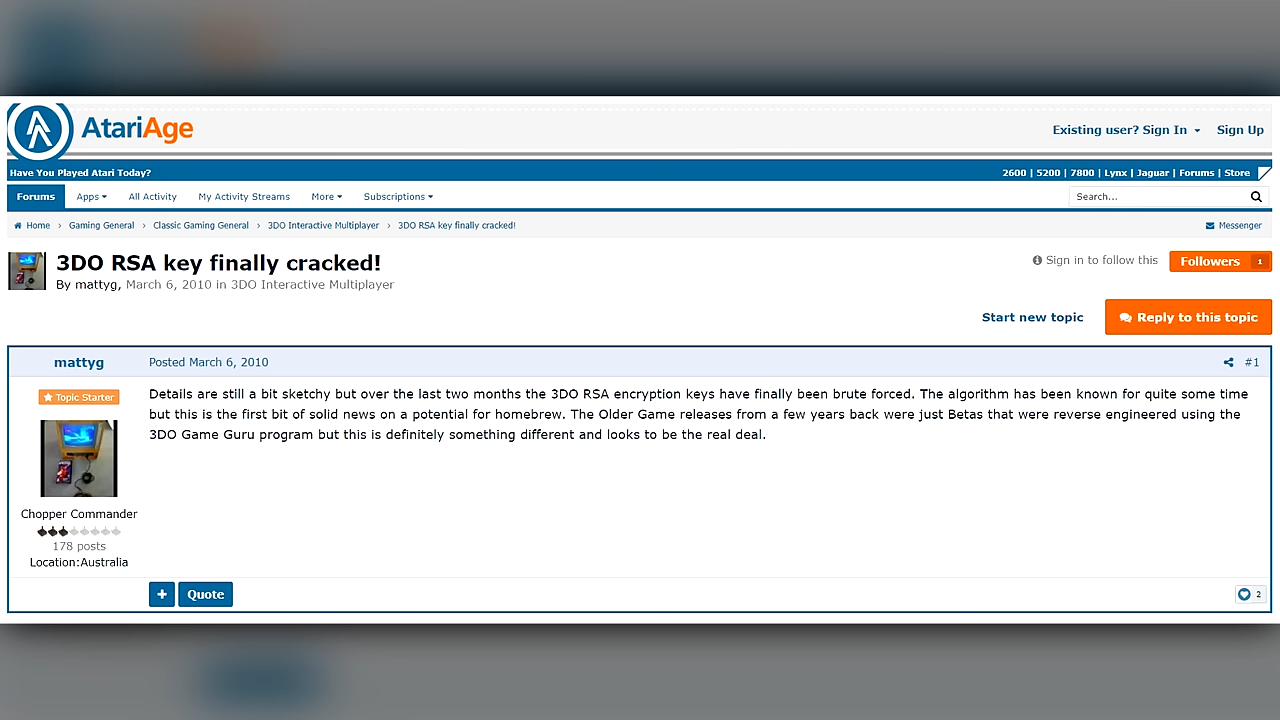 AtariAge
Existing user? Sign In Sign Up
Have You Played Atari Today?
2600 | 5200 | 7800 | Lynx | Jaguar | Forums | Store
Forums Apps All Activity My Activity Streams More Subscriptions
Search...
Home › Gaming General › Classic Gaming General › 3DO Interactive Multiplayer › 3DO RSA key finally cracked!
Messenger
3DO RSA key finally cracked!
By mattyg, March 6, 2010 in 3DO Interactive Multiplayer
Sign in to follow this
Followers 1
Start new topic
Reply to this topic
mattyg
Posted March 6, 2010
#1
Topic Starter
Chopper Commander
178 posts
Location:Australia
Details are still a bit sketchy but over the last two months the 3DO RSA encryption keys have finally been brute forced. The algorithm has been known for quite some time
but this is the first bit of solid news on a potential for homebrew. The Older Game releases from a few years back were just Betas that were reverse engineered using the
3DO Game Guru program but this is definitely something different and looks to be the real deal.
+ Quote
2